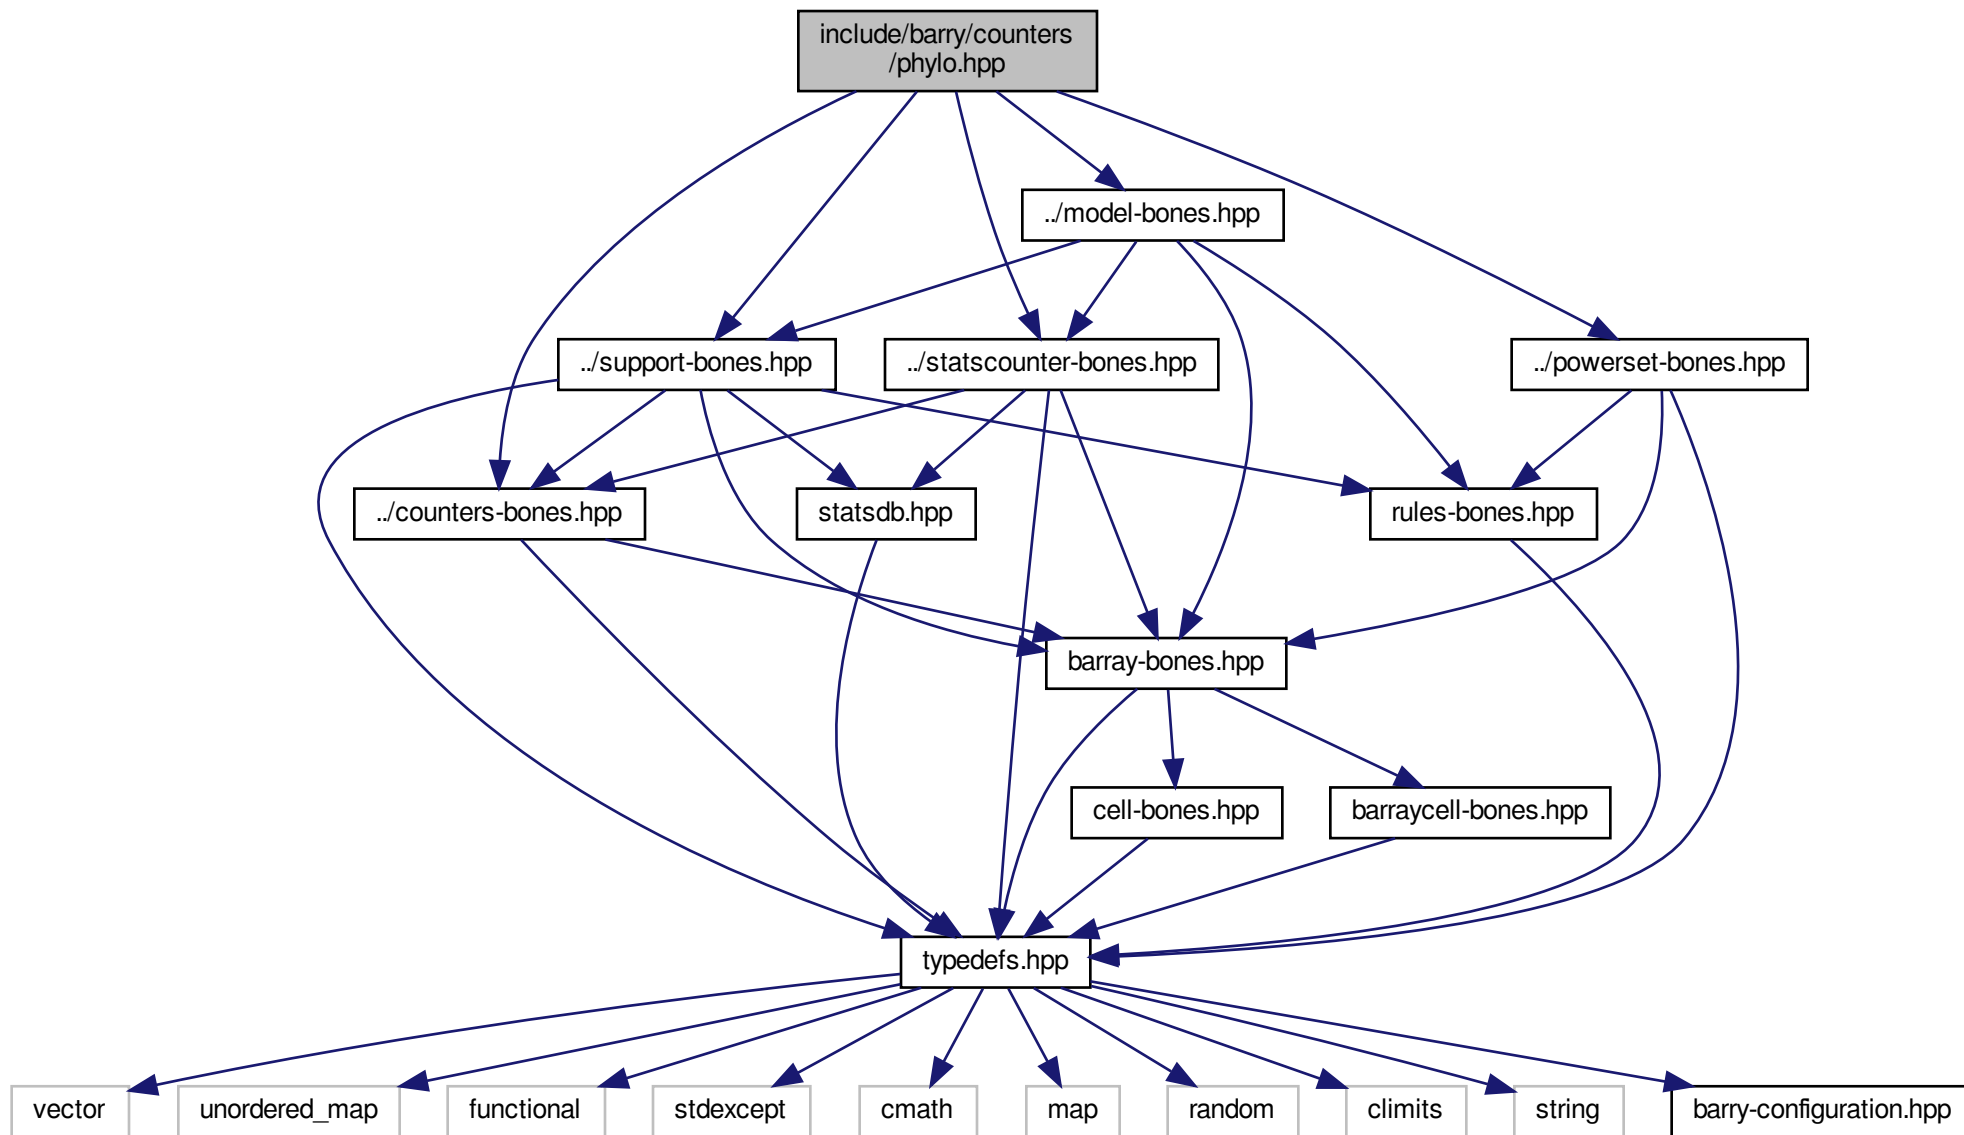 include/barry/counters
/phylo.hpp
../model-bones.hpp
../support-bones.hpp
../statscounter-bones.hpp
../powerset-bones.hpp
../counters-bones.hpp
statsdb.hpp
rules-bones.hpp
barray-bones.hpp
cell-bones.hpp
barraycell-bones.hpp
typedefs.hpp
vector
unordered_map
functional
stdexcept
cmath
map
random
climits
string
barry-configuration.hpp